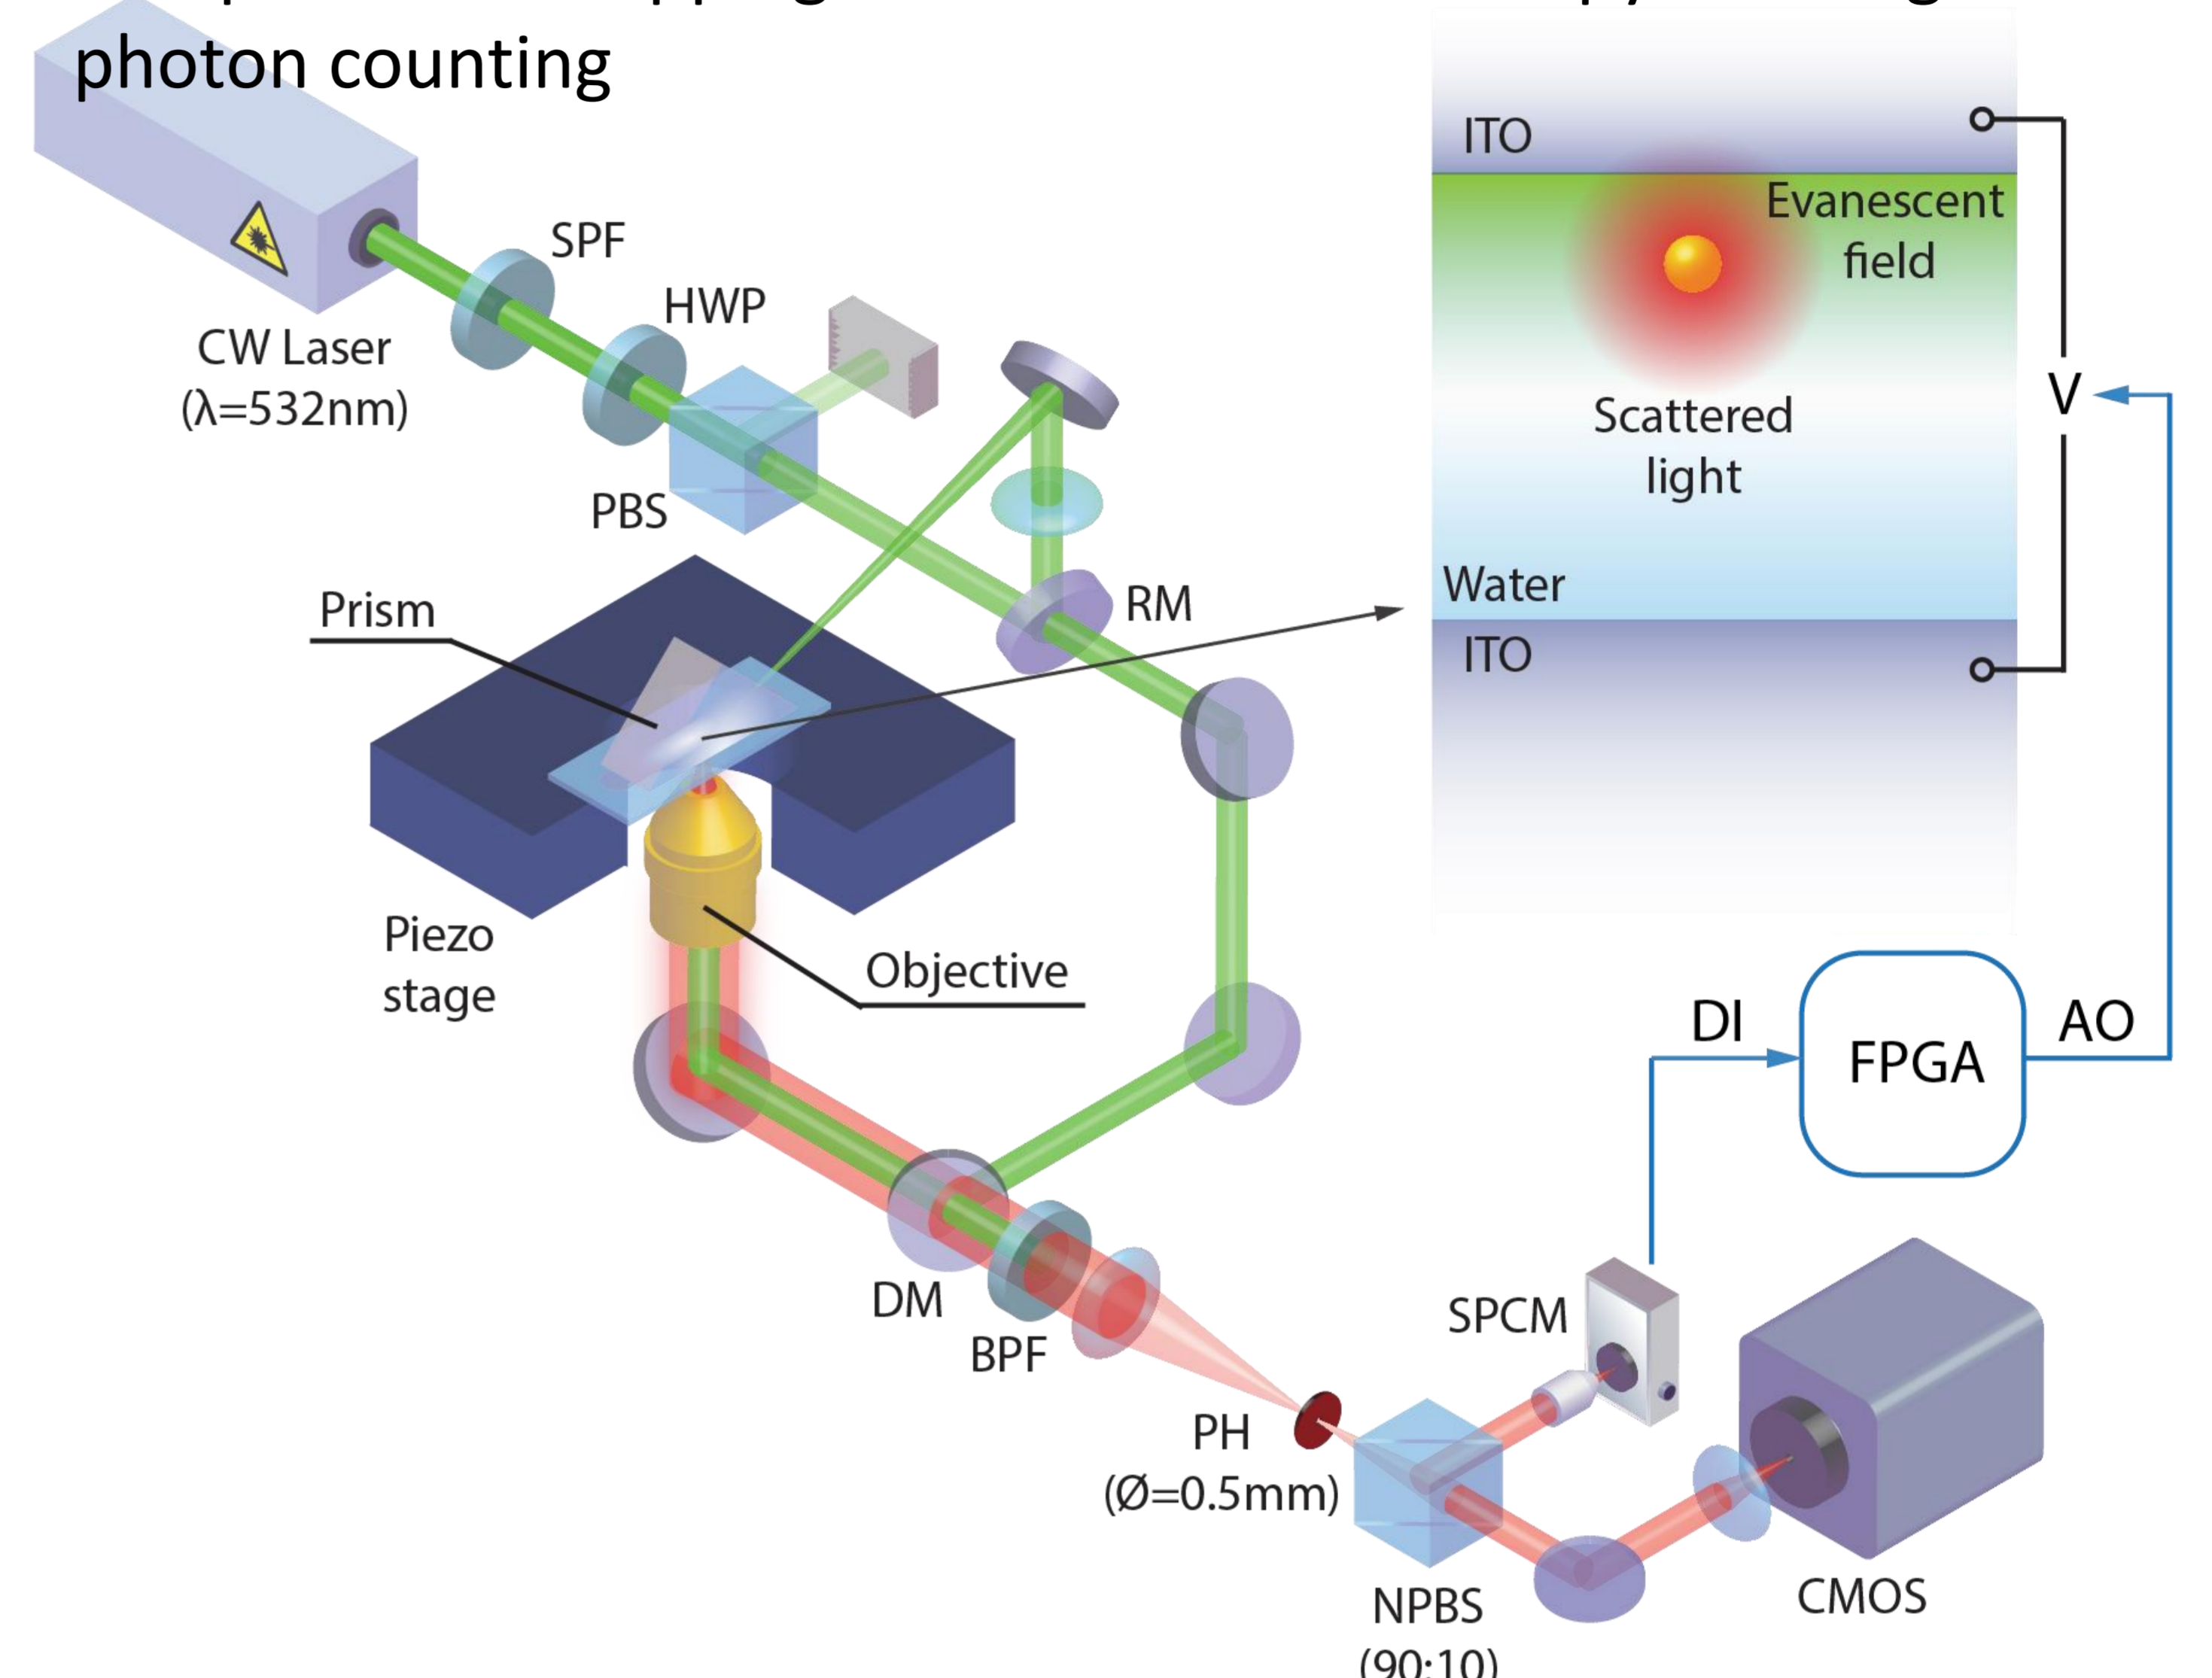 photon counting
SPF
HWP
CW Laser
(λ=532nm)
PBS
RM
Prism
Piezo
stage
Objective
DM
BPF
PH
(Ø=0.5mm)
NPBS
(90:10)
SPCM
CMOS
ITO
Evanescent
field
Scattered
light
Water
ITO
V
DI
FPGA
AO